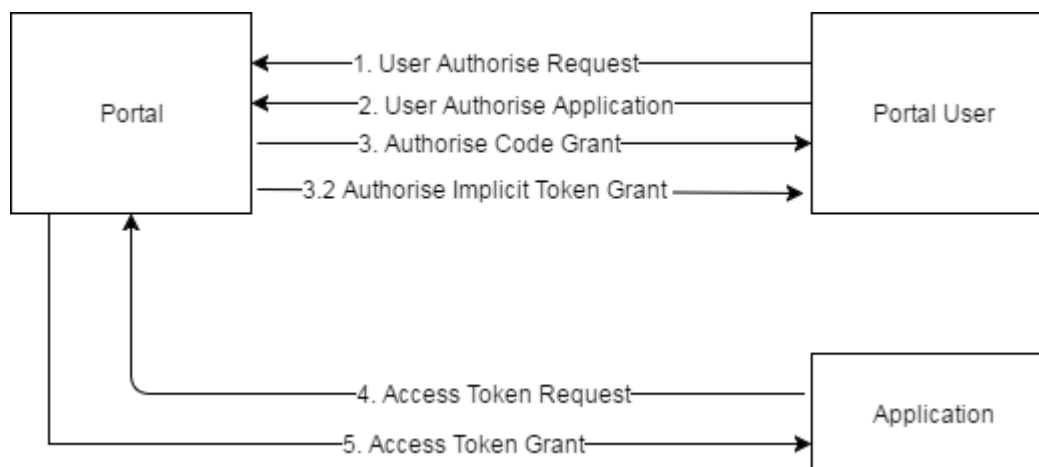 1. User Authorise Request
2. User Authorise Application
Portal
Portal User
3. Authorise Code Grant
3.2 Authorise Implicit Token Grant
4. Access Token Request
Application
5. Access Token Grant